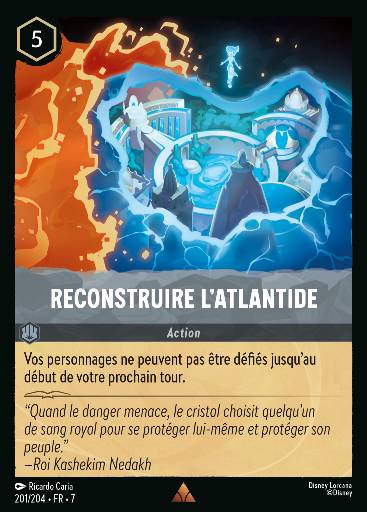 5
RECONSTRUIRE L'ATLANTIDE
Action
Vos personnages ne peuvent pas être défiés jusqu'au
début de votre prochain tour.
"Quand le danger menace, le cristol choisit quelqu'un
de sang royal pour se protéger lui-même et protéger son
peuple."
—Roi Kashekim Nedakh
Ricardo Caria
Disney Lorcana
201/204 • FR • 7
©Disney